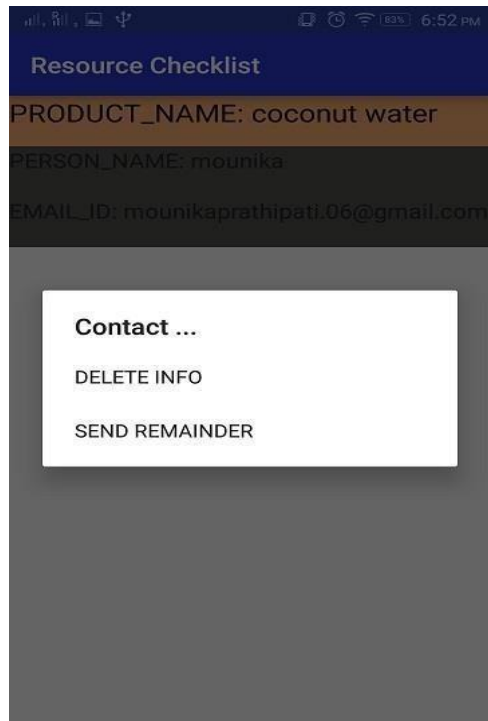 83% 6:52 PM
Resource Checklist
PRODUCT_NAME: coconut water
PERSON_NAME: mounika
EMAIL_ID: mounikaprathipati.06@gmail.com
Contact ...
DELETE INFO
SEND REMAINDER